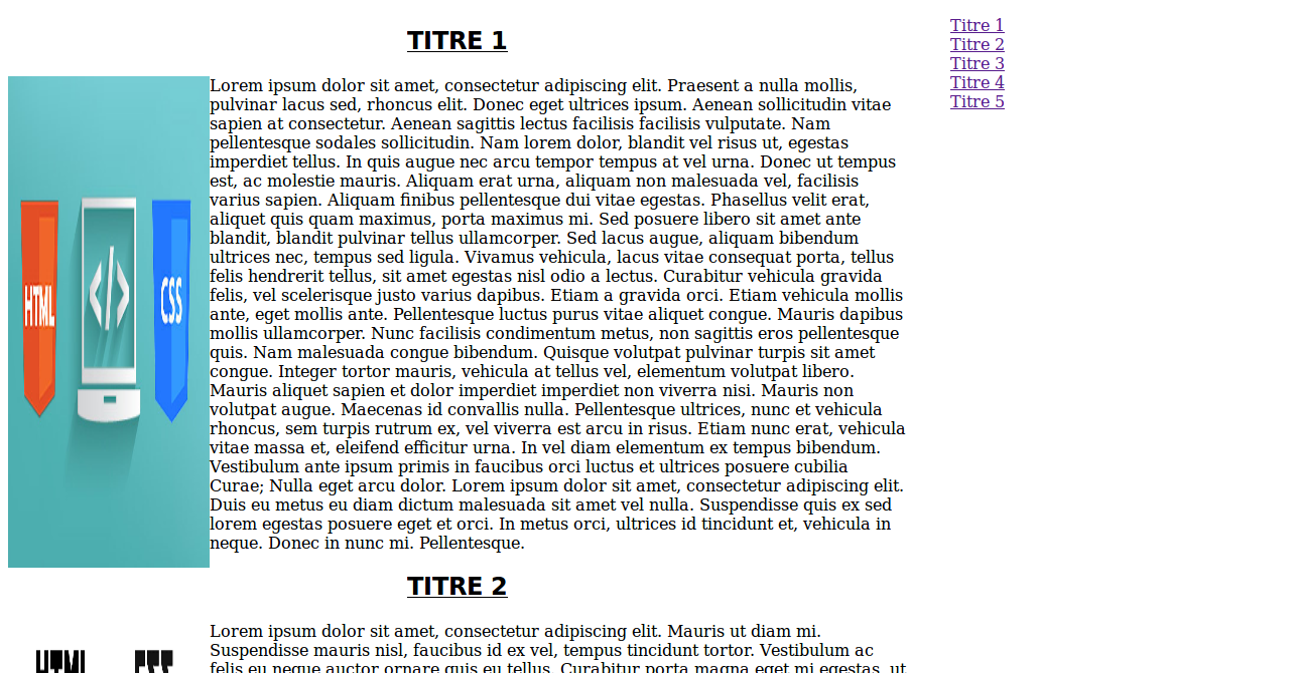 TITRE 1
Lorem ipsum dolor sit amet, consectetur adipiscing elit. Praesent a nulla mollis,
pulvinar lacus sed, rhoncus elit. Donec eget ultrices ipsum. Aenean sollicitudin vitae
sapien at consectetur. Aenean sagittis lectus facilisis facilisis vulputate. Nam
pellentesque sodales sollicitudin. Nam lorem dolor, blandit vel risus ut, egestas
imperdiet tellus. In quis augue nec arcu tempor tempus at vel urna. Donec ut tempus
est, ac molestie mauris. Aliquam erat urna, aliquam non malesuada vel, facilisis
varius sapien. Aliquam finibus pellentesque dui vitae egestas. Phasellus velit erat,
aliquet quis quam maximus, porta maximus mi. Sed posuere libero sit amet ante
blandit, blandit pulvinar tellus ullamcorper. Sed lacus augue, aliquam bibendum
ultrices nec, tempus sed ligula. Vivamus vehicula, lacus vitae consequat porta, tellus
felis hendrerit tellus, sit amet egestas nisl odio a lectus. Curabitur vehicula gravida
felis, vel scelerisque justo varius dapibus. Etiam a gravida orci. Etiam vehicula mollis
ante, eget mollis ante. Pellentesque luctus purus vitae aliquet congue. Mauris dapibus
mollis ullamcorper. Nunc facilisis condimentum metus, non sagittis eros pellentesque
quis. Nam malesuada congue bibendum. Quisque volutpat pulvinar turpis sit amet
congue. Integer tortor mauris, vehicula at tellus vel, elementum volutpat libero.
Mauris aliquet sapien et dolor imperdiet imperdiet non viverra nisi. Mauris non
volutpat augue. Maecenas id convallis nulla. Pellentesque ultrices, nunc et vehicula
rhoncus, sem turpis rutrum ex, vel viverra est arcu in risus. Etiam nunc erat, vehicula
vitae massa et, eleifend efficitur urna. In vel diam elementum ex tempus bibendum.
Vestibulum ante ipsum primis in faucibus orci luctus et ultrices posuere cubilia
Curae; Nulla eget arcu dolor. Lorem ipsum dolor sit amet, consectetur adipiscing elit.
Duis eu metus eu diam dictum malesuada sit amet vel nulla. Suspendisse quis ex sed
lorem egestas posuere eget et orci. In metus orci, ultrices id tincidunt et, vehicula in
neque. Donec in nunc mi. Pellentesque.
HTML
</>
CSS
TITRE 2
Lorem ipsum dolor sit amet, consectetur adipiscing elit. Mauris ut diam mi.
Suspendisse mauris nisl, faucibus id ex vel, tempus tincidunt tortor. Vestibulum ac
felis eu neque auctor ornare quis eu tellus. Curabitur porta magna eget mi egestas, ut
HTML CSS
Titre 1
Titre 2
Titre 3
Titre 4
Titre 5